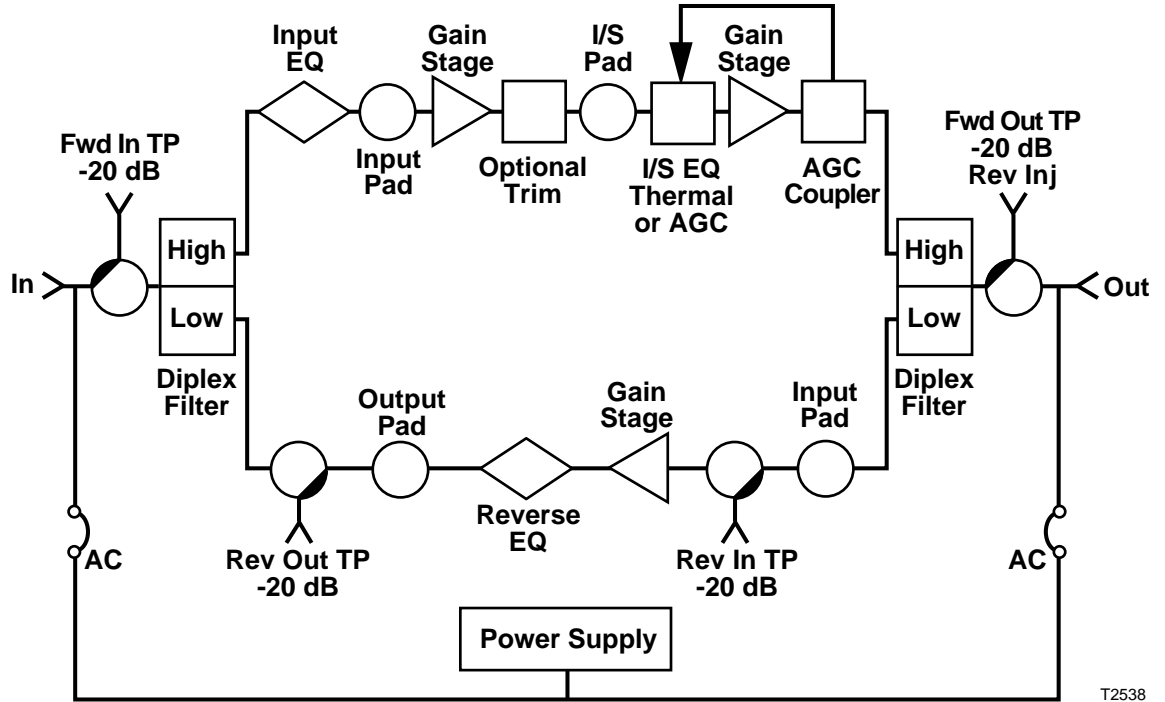 Input
EQ
Gain
Stage
I/S
Pad
Gain
Stage
Input
Pad
Optional
Trim
I/S EQ
Thermal
or AGC
AGC
Coupler
Fwd In TP
-20 dB
Fwd Out TP
-20 dB
Rev Inj
In
High
Low
Diplex
Filter
High
Low
Diplex
Filter
Out
Output
Pad
Gain
Stage
Input
Pad
Reverse
EQ
Rev Out TP
-20 dB
Rev In TP
-20 dB
AC
AC
Power Supply
T2538